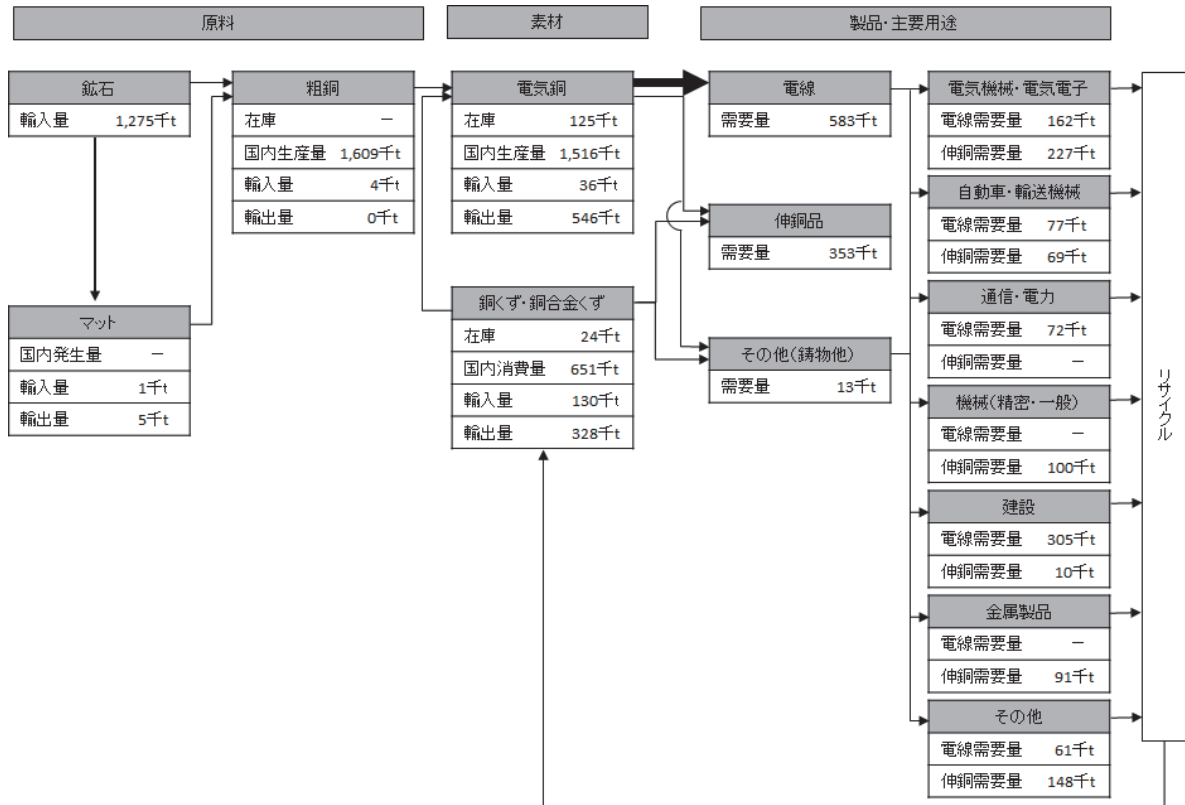 原料
素材
製品・主要用途
鉱石
輸入量 1,275千t
マット
国内発生量 －
輸入量 1千t
輸出量 5千t
粗銅
在庫 －
国内生産量 1,609千t
輸入量 4千t
輸出量 0千t
電気銅
在庫 125千t
国内生産量 1,516千t
輸入量 36千t
輸出量 546千t
銅くず・銅合金くず
在庫 24千t
国内消費量 651千t
輸入量 130千t
輸出量 328千t
電線
需要量 583千t
伸銅品
需要量 353千t
その他(鋳物他)
需要量 13千t
電気機械・電気電子
電線需要量 162千t
伸銅需要量 227千t
自動車・輸送機械
電線需要量 77千t
伸銅需要量 69千t
通信・電力
電線需要量 72千t
伸銅需要量 －
機械(精密・一般)
電線需要量 －
伸銅需要量 100千t
建設
電線需要量 305千t
伸銅需要量 10千t
金属製品
電線需要量 －
伸銅需要量 91千t
その他
電線需要量 61千t
伸銅需要量 148千t
リサイクル